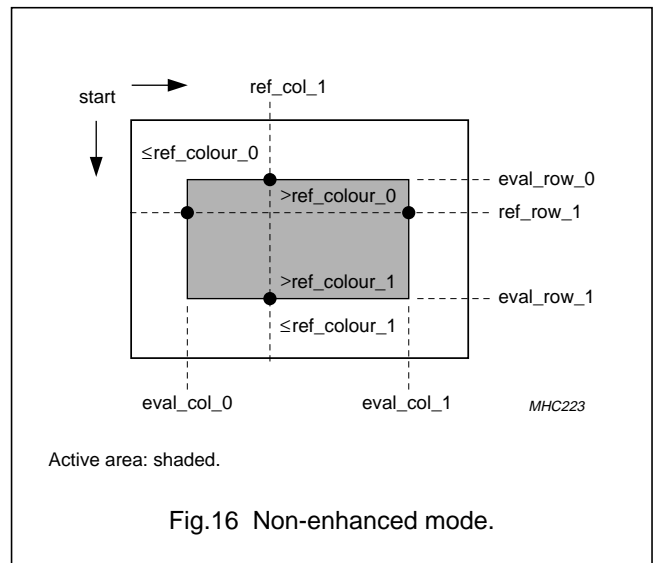 ref_col_1
start
≤ref_colour_0
eval_row_0
>ref_colour_0
ref_row_1
>ref_colour_1
eval_row_1
≤ref_colour_1
eval_col_0
eval_col_1
MHC223
Active area: shaded.
Fig.16 Non-enhanced mode.